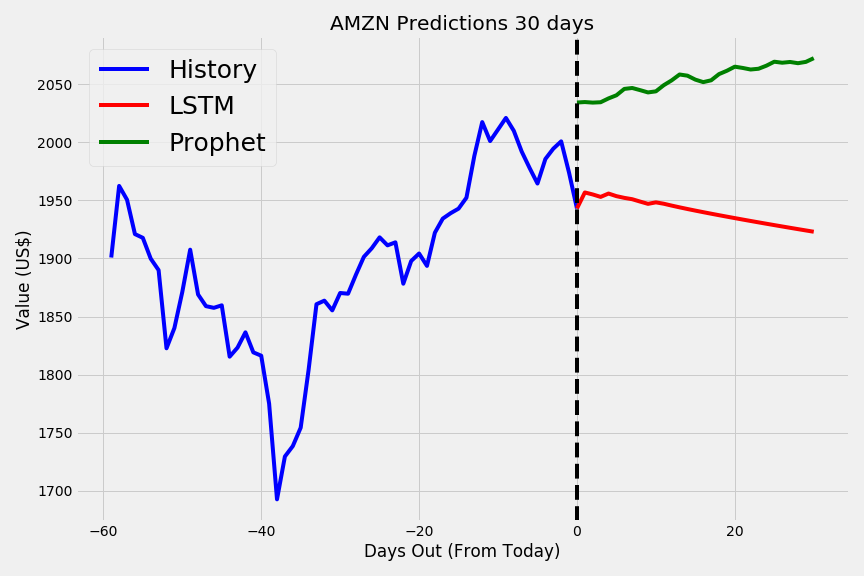 AMZN Predictions 30 days
History
LSTM
Prophet
Value (US$)
2050
2000
1950
1900
1850
1800
1750
1700
−60
−40
−20
0
20
Days Out (From Today)